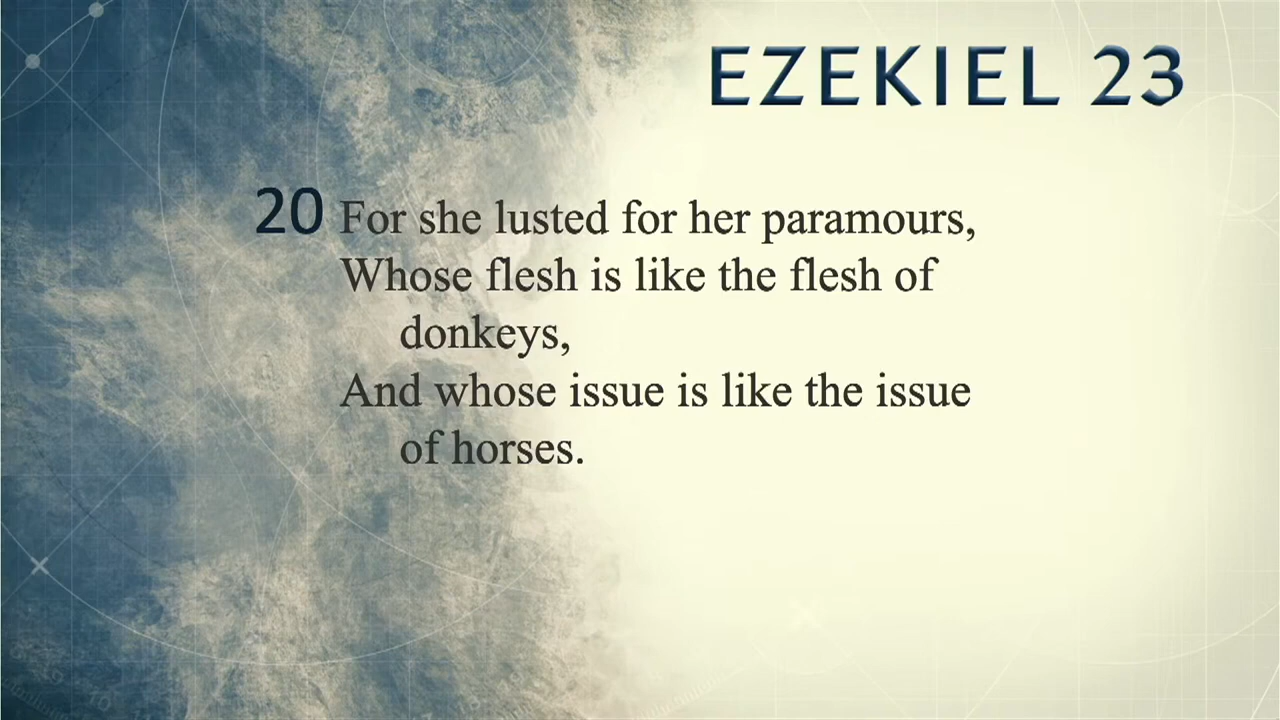 EZEKIEL 23
20 For she lusted for her paramours,
Whose flesh is like the flesh of
donkeys,
And whose issue is like the issue
of horses.